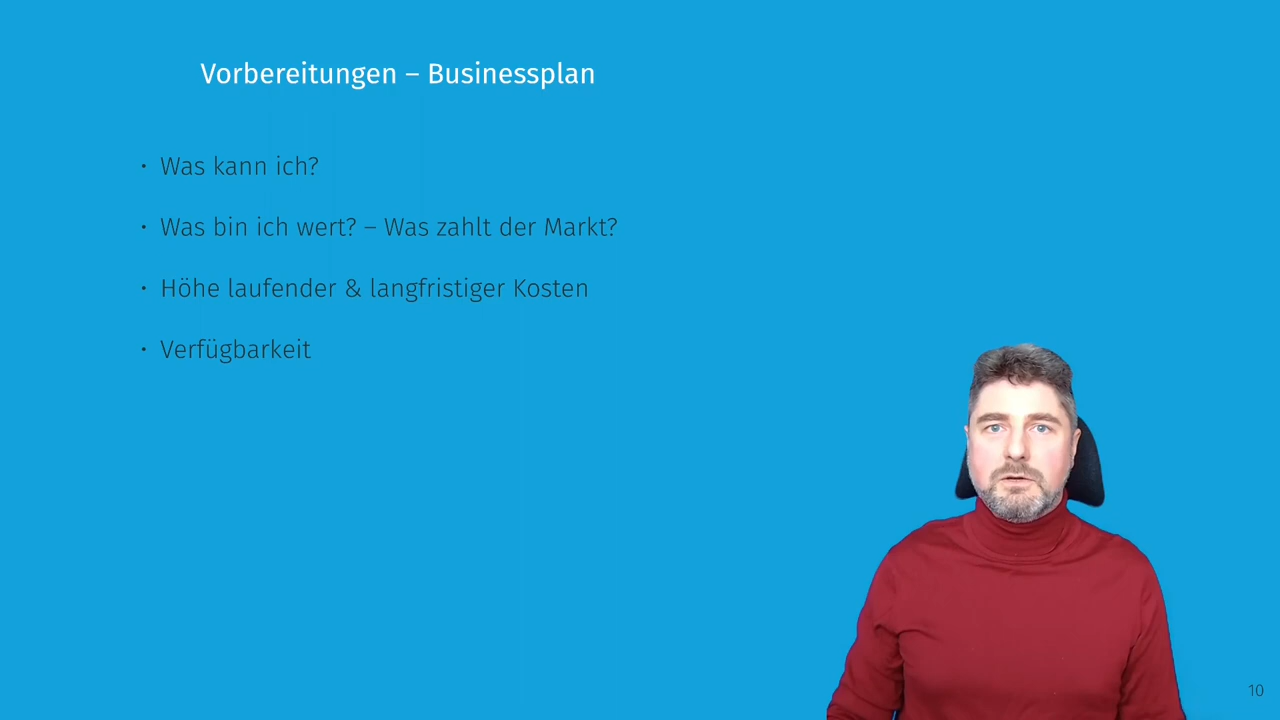 Vorbereitungen – Businessplan
• Was kann ich?
• Was bin ich wert? – Was zahlt der Markt?
• Höhe laufender & langfristiger Kosten
• Verfügbarkeit
10